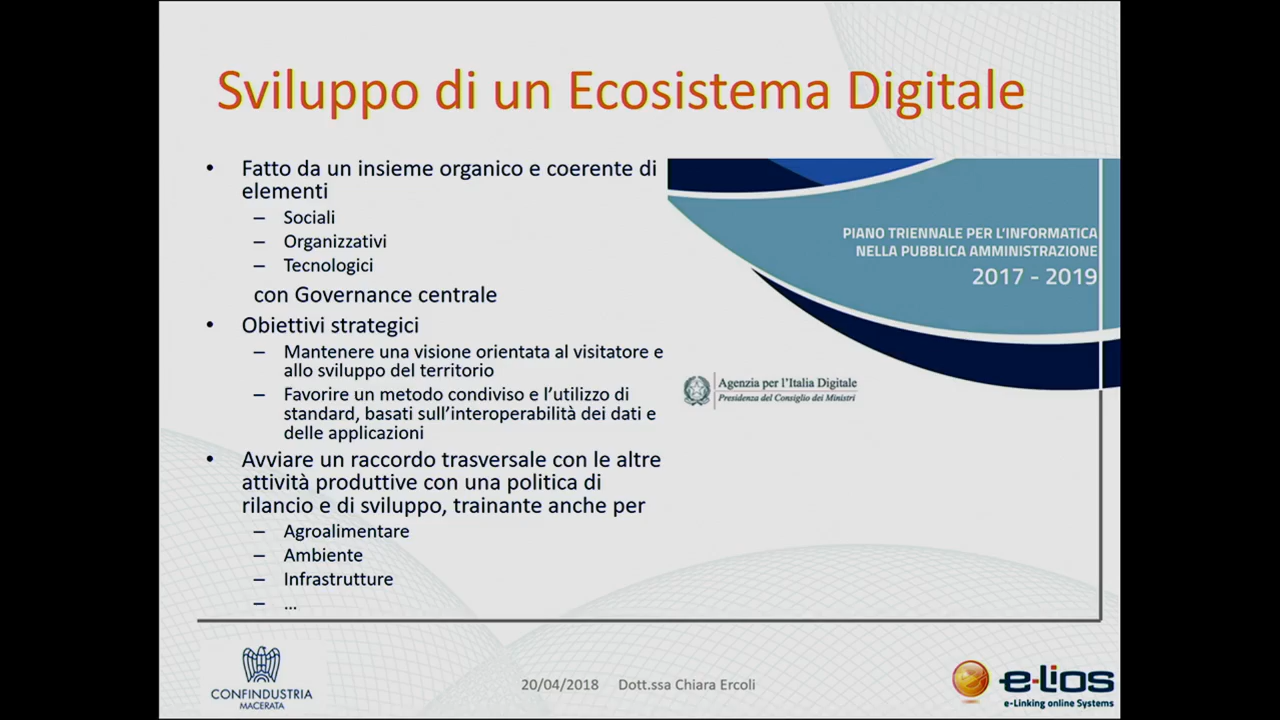 Sviluppo di un Ecosistema Digitale
• Fatto da un insieme organico e coerente di
elementi
– Sociali
– Organizzativi
– Tecnologici
con Governance centrale
• Obiettivi strategici
– Mantenere una visione orientata al visitatore e
allo sviluppo del territorio
– Favorire un metodo condiviso e l'utilizzo di
standard, basati sull'interoperabilità dei dati e
delle applicazioni
• Avviare un raccordo trasversale con le altre
attività produttive con una politica di
rilancio e di sviluppo, trainante anche per
– Agroalimentare
– Ambiente
– Infrastrutture
– ...
PIANO TRIENNALE PER L'INFORMATICA
NELLA PUBBLICA AMMINISTRAZIONE
2017 - 2019
Agenzia per l'Italia Digitale
Presidenza del Consiglio dei Ministri
CONFINDUSTRIA
MACERATA
20/04/2018 Dott.ssa Chiara Ercoli
e-Lios
e-Linking online Systems